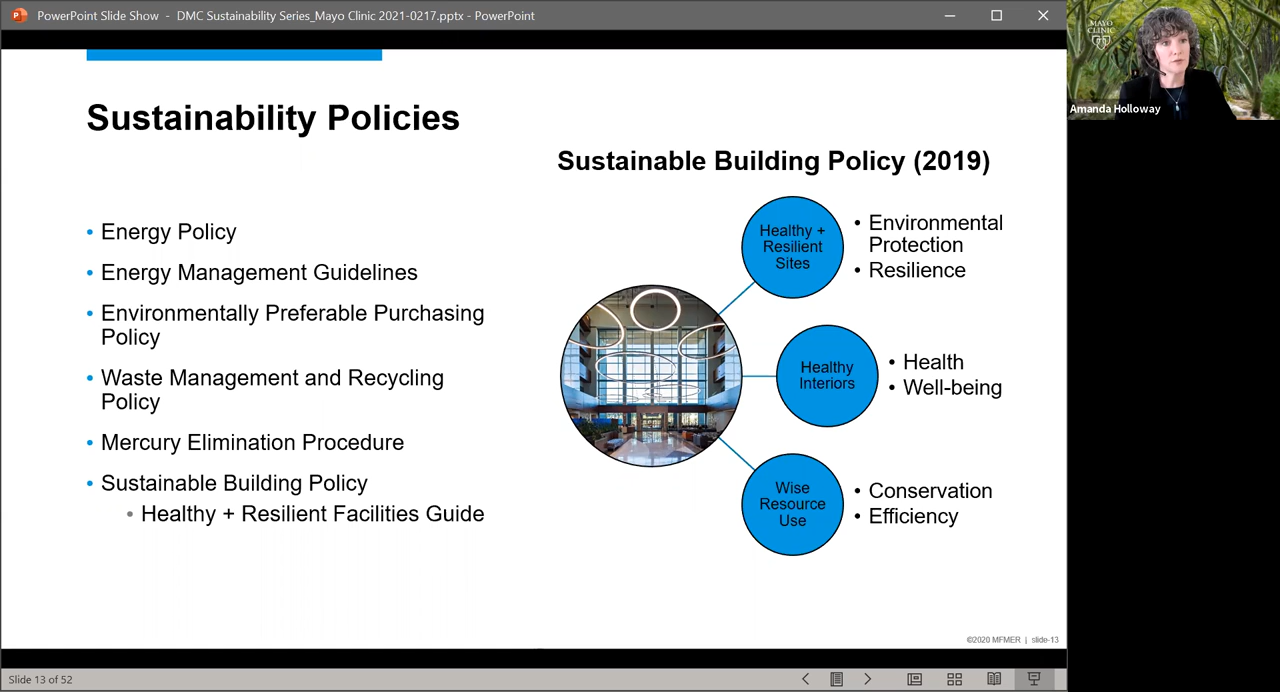 PowerPoint Slide Show - DMC Sustainability Series_Mayo Clinic 2021-0217.pptx - PowerPoint
MAYO
CLINIC
Amanda Holloway
Sustainability Policies
• Energy Policy
• Energy Management Guidelines
• Environmentally Preferable Purchasing
Policy
• Waste Management and Recycling
Policy
• Mercury Elimination Procedure
• Sustainable Building Policy
• Healthy + Resilient Facilities Guide
Sustainable Building Policy (2019)
Healthy +
Resilient
Sites
• Environmental
Protection
• Resilience
Healthy
Interiors
• Health
• Well-being
Wise
Resource
Use
• Conservation
• Efficiency
©2020 MFMER | slide-13
Slide 13 of 52